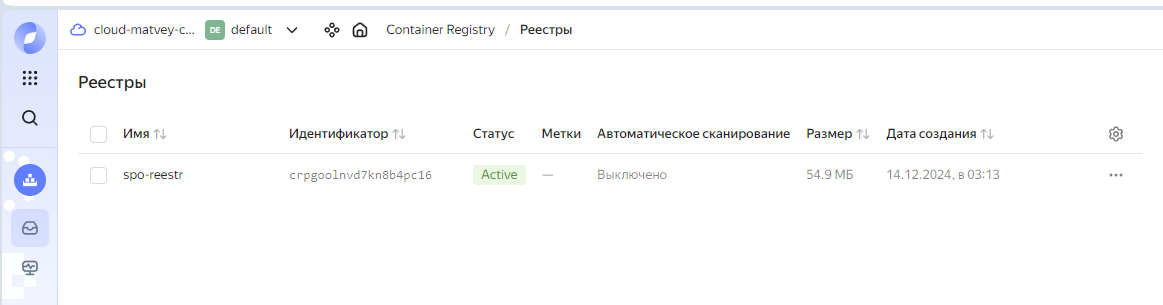 cloud-matvey-c... DE default Container Registry / Реестры
Реестры
Имя Идентификатор Статус Метки Автоматическое сканирование Размер Дата создания
spo-reestr crpgoolnvd7kn8b4pc16 Active — Выключено 54.9 МБ 14.12.2024, в 03:13